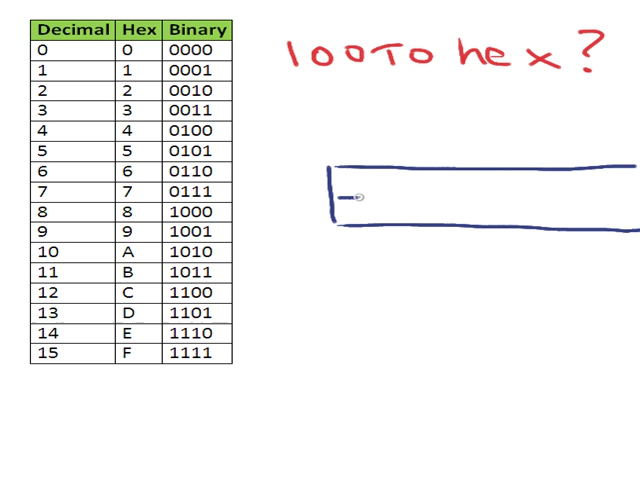 Decimal Hex Binary
0 0 0000
1 1 0001
2 2 0010
3 3 0011
4 4 0100
5 5 0101
6 6 0110
7 7 0111
8 8 1000
9 9 1001
10 A 1010
11 B 1011
12 C 1100
13 D 1101
14 E 1110
15 F 1111
100 TO hex?